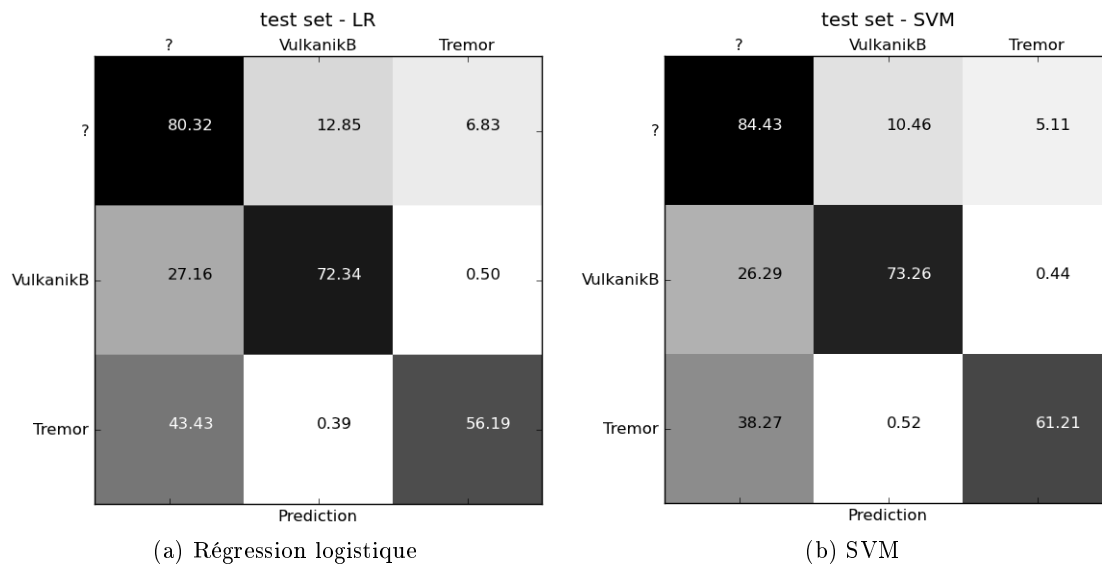 test set - LR
? VulkanikB Tremor
? 80.32 12.85 6.83
VulkanikB 27.16 72.34 0.50
Tremor 43.43 0.39 56.19
Prediction
(a) Régression logistique
test set - SVM
? VulkanikB Tremor
? 84.43 10.46 5.11
VulkanikB 26.29 73.26 0.44
Tremor 38.27 0.52 61.21
Prediction
(b) SVM